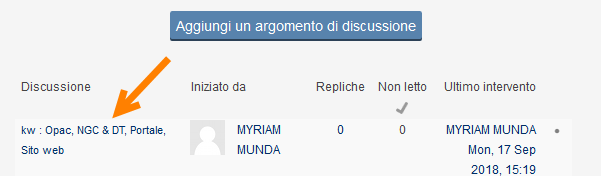 Aggiungi un argomento di discussione
Discussione Iniziato da Repliche Non letto Ultimo intervento
kw : Opac, NGC & DT, Portale, MYRIAM 0 0 MYRIAM MUNDA
Sito web MUNDA Mon, 17 Sep
2018, 15:19